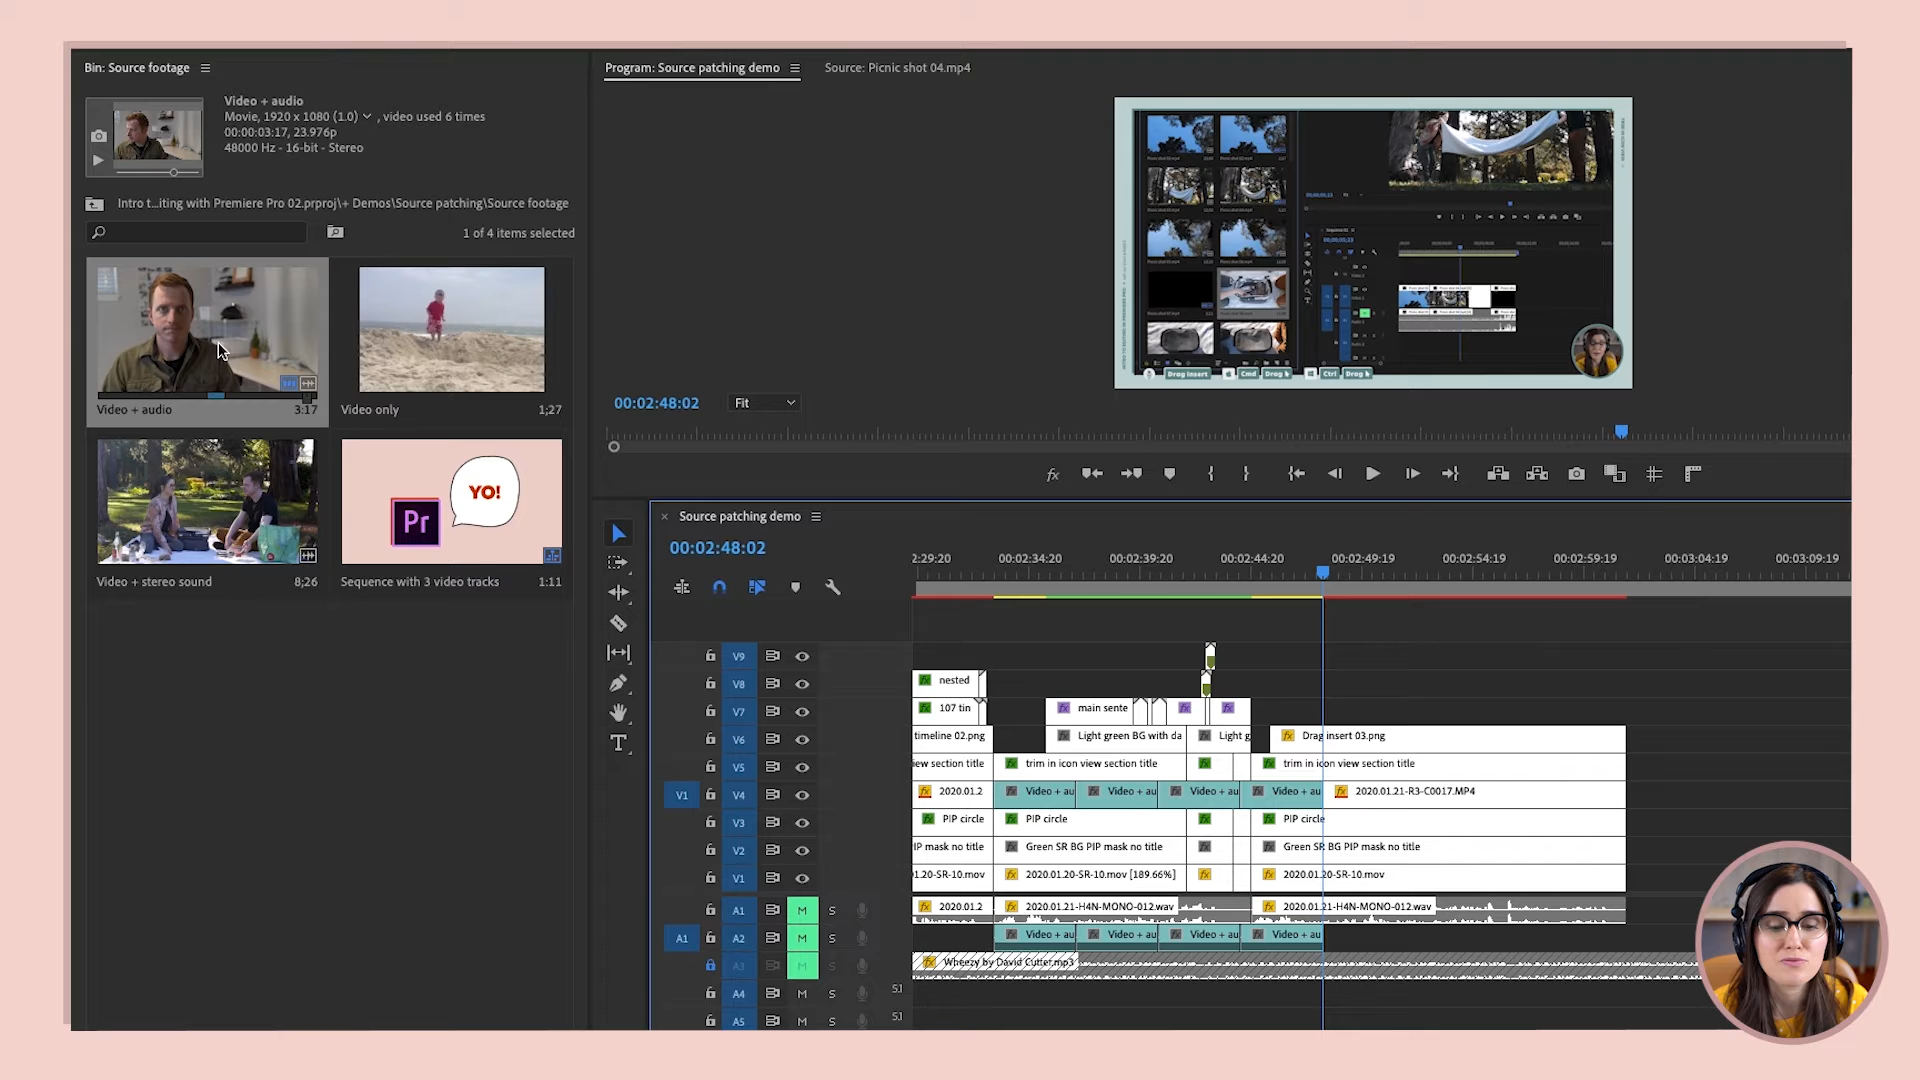 Bin: Source footage
Video + audio
Movie, 1920 x 1080 (1.0) , video used 6 times
00:00:03:17, 23.976p
48000 Hz - 16-bit - Stereo
Intro t...iting with Premiere Pro 02.prproj\+ Demos\Source patching\Source footage
1 of 4 items selected
Video + audio 3:17
Video only 1;27
YO!
Pr
Video + stereo sound 8;26
Sequence with 3 video tracks 1:11
Program: Source patching demo
Source: Picnic shot 04.mp4
Drag Insert Cmd Drag Ctrl Drag
00:02:48:02 Fit
fx
× Source patching demo
00:02:48:02
2:29:20 00:02:34:20 00:02:39:20 00:02:44:20 00:02:49:19 00:02:54:19 00:02:59:19 00:03:04:19 00:03:09:19
V9
V8 nested
V7 107 tin main sente
V6 timeline 02.png Light green BG with da Light g Drag insert 03.png
V5 iew section title trim in icon view section title trim in icon view section title
V1 V4 2020.01.2 Video + au Video + au Video + au Video + au 2020.01.21-R3-C0017.MP4
V3 PIP circle PIP circle PIP circle
V2 IP mask no title Green SR BG PIP mask no title Green SR BG PIP mask no title
V1 01.20-SR-10.mov 2020.01.20-SR-10.mov [189.66%] 2020.01.20-SR-10.mov
A1 M S 2020.01.2 2020.01.21-H4N-MONO-012.wav 2020.01.21-H4N-MONO-012.wav
A1 A2 M S Video + au Video + au Video + au Video + au
A3 M S Wheezy by David Cutter.mp3
A4 M S 5.1
A5 M S 5.1